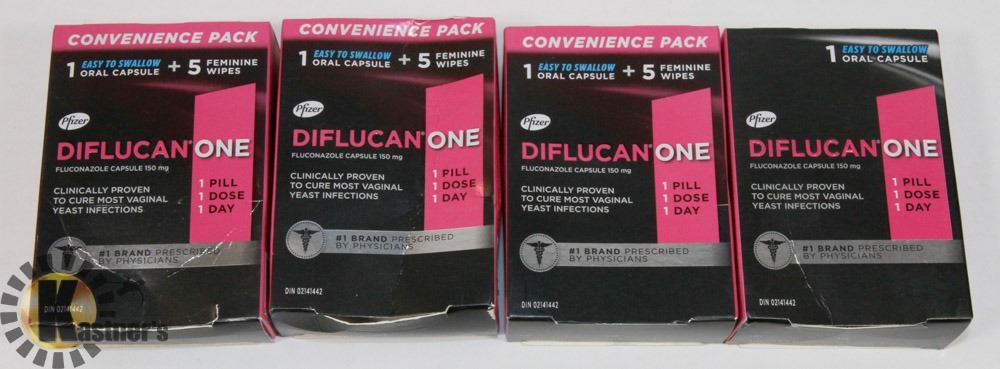 CONVENIENCE PACK
1 EASY TO SWALLOW
ORAL CAPSULE + 5 FEMININE
WIPES
Pfizer
DIFLUCAN® ONE
FLUCONAZOLE CAPSULE 150 mg
CLINICALLY PROVEN
TO CURE MOST VAGINAL
YEAST INFECTIONS
1 PILL
1 DOSE
1 DAY
#1 BRAND PRESCRIBED
BY PHYSICIANS
DIN 02141442
Kastner's
CONVENIENCE PACK
1 EASY TO SWALLOW
ORAL CAPSULE + 5 FEMININE
WIPES
Pfizer
DIFLUCAN® ONE
FLUCONAZOLE CAPSULE 150 mg
CLINICALLY PROVEN
TO CURE MOST VAGINAL
YEAST INFECTIONS
1 PILL
1 DOSE
1 DAY
#1 BRAND PRESCRIBED
BY PHYSICIANS
DIN 02141442
CONVENIENCE PACK
1 EASY TO SWALLOW
ORAL CAPSULE + 5 FEMININE
WIPES
Pfizer
DIFLUCAN® ONE
FLUCONAZOLE CAPSULE 150 mg
CLINICALLY PROVEN
TO CURE MOST VAGINAL
YEAST INFECTIONS
1 PILL
1 DOSE
1 DAY
#1 BRAND PRESCRIBED
BY PHYSICIANS
DIN 02141442
1 EASY TO SWALLOW
ORAL CAPSULE
Pfizer
DIFLUCAN® ONE
FLUCONAZOLE CAPSULE 150 mg
CLINICALLY PROVEN
TO CURE MOST VAGINAL
YEAST INFECTIONS
1 PILL
1 DOSE
1 DAY
#1 BRAND PRESCRIBED
BY PHYSICIANS
DIN 02141442